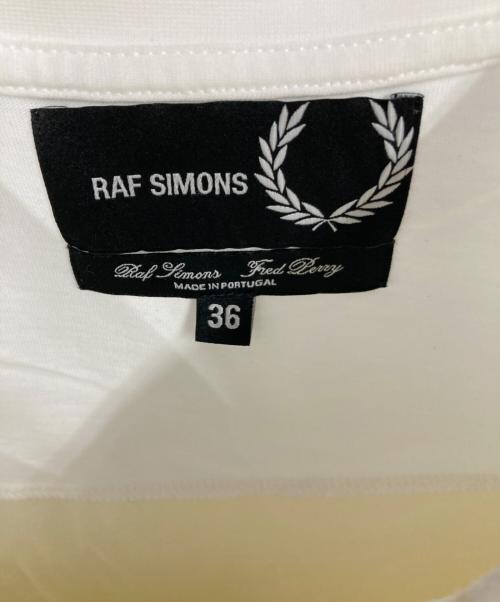 RAF SIMONS
Raf Simons Fred Perry
MADE IN PORTUGAL
36